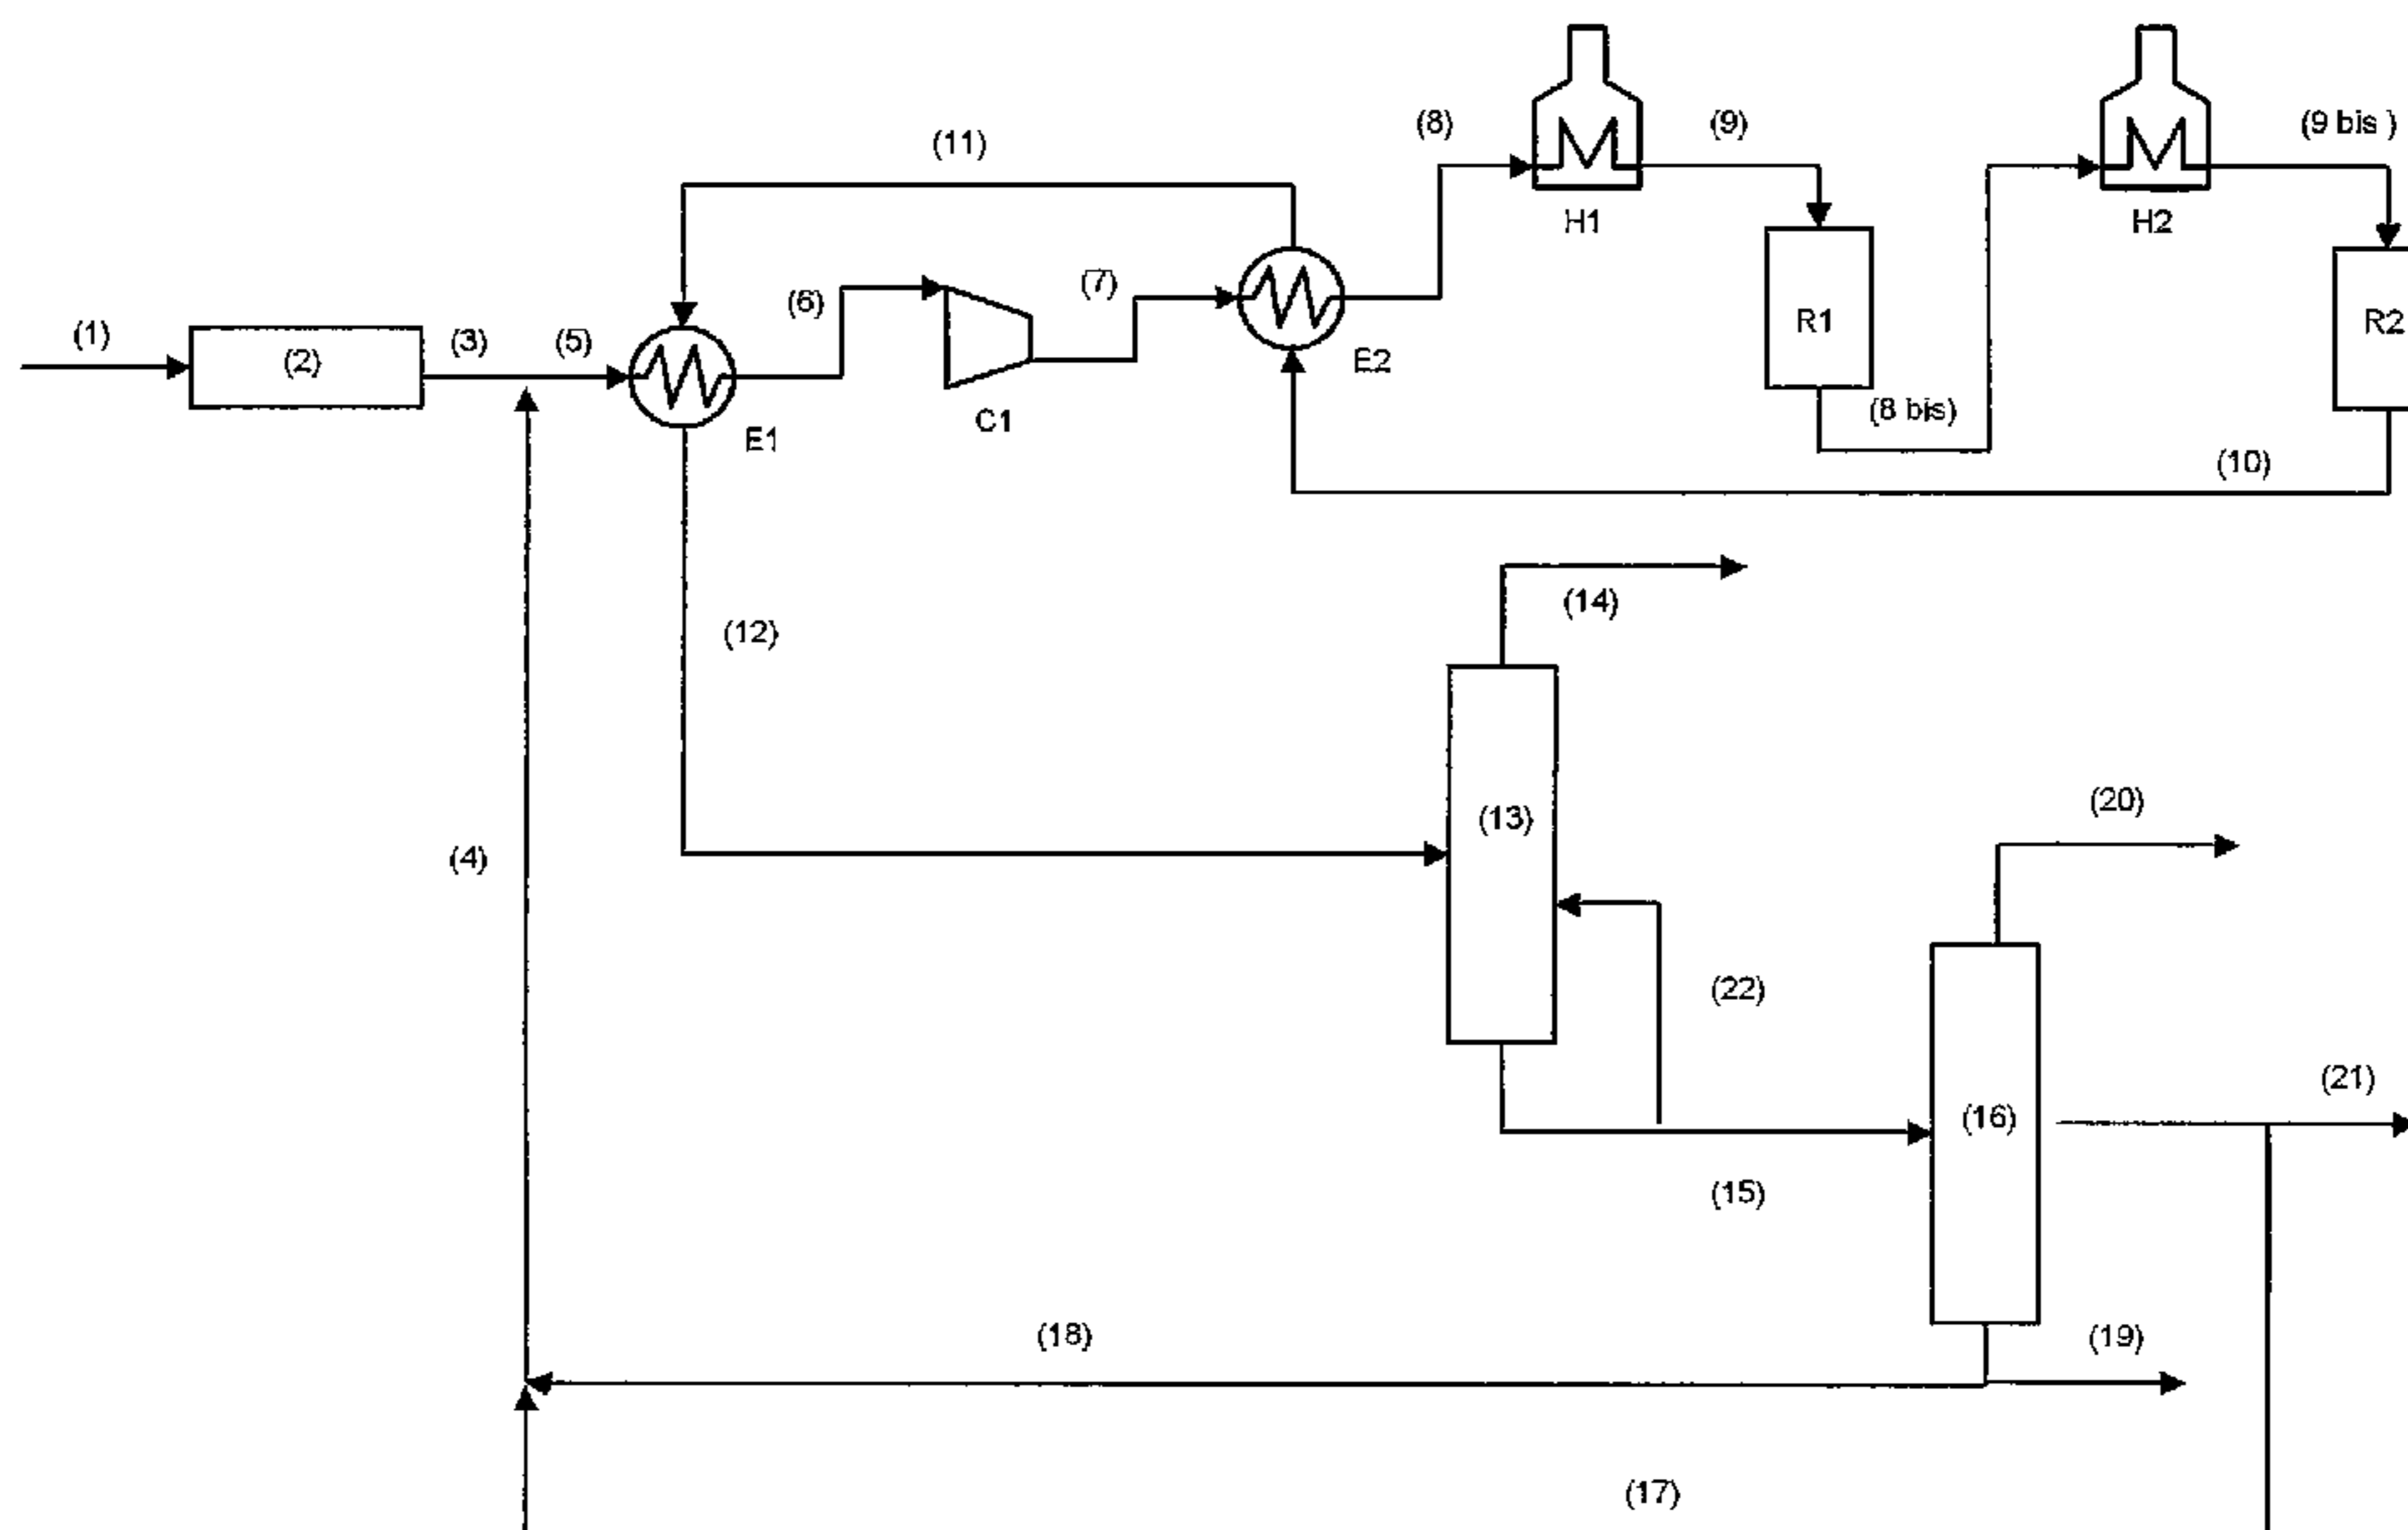 (8)
(9)
(9 bis )
(11)
H1
H2
(1)
(2)
(3)
(5)
(6)
(7)
R1
R2
E2
E1
C1
(8 bis)
(10)
(14)
(12)
(13)
(20)
(4)
(22)
(21)
(16)
(15)
(18)
(19)
(17)